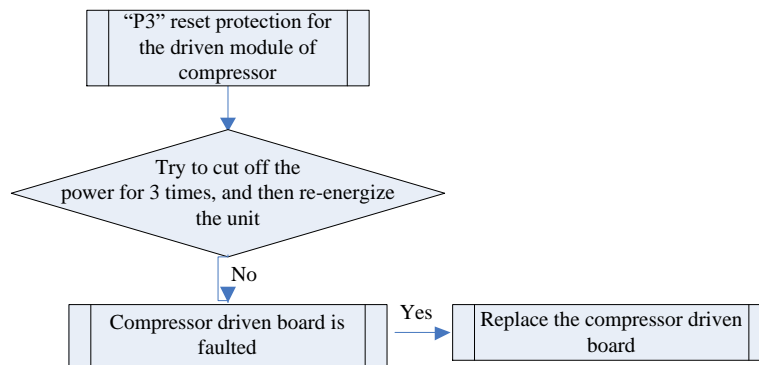 “P3” reset protection for
the driven module of
compressor
Try to cut off the
power for 3 times, and then re-energize
the unit
No
Compressor driven board is
faulted
Yes
Replace the compressor driven
board